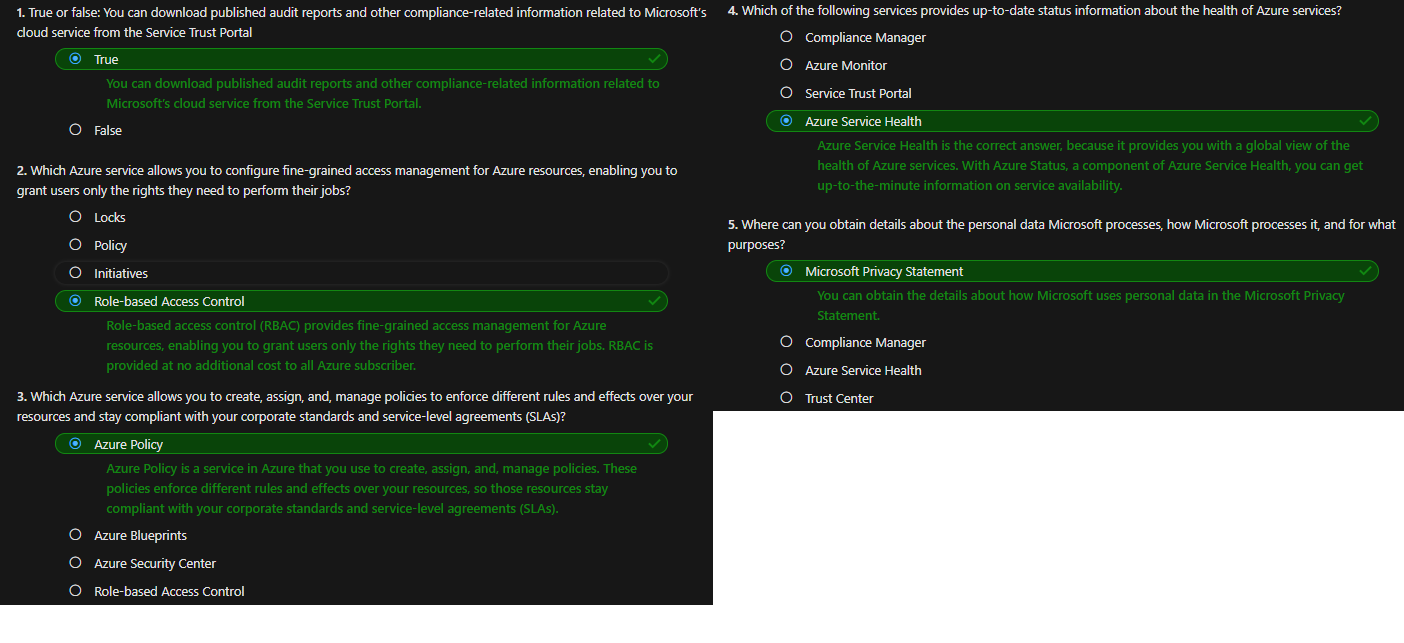 1. True or false: You can download published audit reports and other compliance-related information related to Microsoft's
cloud service from the Service Trust Portal
True
You can download published audit reports and other compliance-related information related to
Microsoft's cloud service from the Service Trust Portal.
False
2. Which Azure service allows you to configure fine-grained access management for Azure resources, enabling you to
grant users only the rights they need to perform their jobs?
Locks
Policy
Initiatives
Role-based Access Control
Role-based access control (RBAC) provides fine-grained access management for Azure
resources, enabling you to grant users only the rights they need to perform their jobs. RBAC is
provided at no additional cost to all Azure subscriber.
3. Which Azure service allows you to create, assign, and, manage policies to enforce different rules and effects over your
resources and stay compliant with your corporate standards and service-level agreements (SLAs)?
Azure Policy
Azure Policy is a service in Azure that you use to create, assign, and, manage policies. These
policies enforce different rules and effects over your resources, so those resources stay
compliant with your corporate standards and service-level agreements (SLAs).
Azure Blueprints
Azure Security Center
Role-based Access Control
4. Which of the following services provides up-to-date status information about the health of Azure services?
Compliance Manager
Azure Monitor
Service Trust Portal
Azure Service Health
Azure Service Health is the correct answer, because it provides you with a global view of the
health of Azure services. With Azure Status, a component of Azure Service Health, you can get
up-to-the-minute information on service availability.
5. Where can you obtain details about the personal data Microsoft processes, how Microsoft processes it, and for what
purposes?
Microsoft Privacy Statement
You can obtain the details about how Microsoft uses personal data in the Microsoft Privacy
Statement.
Compliance Manager
Azure Service Health
Trust Center